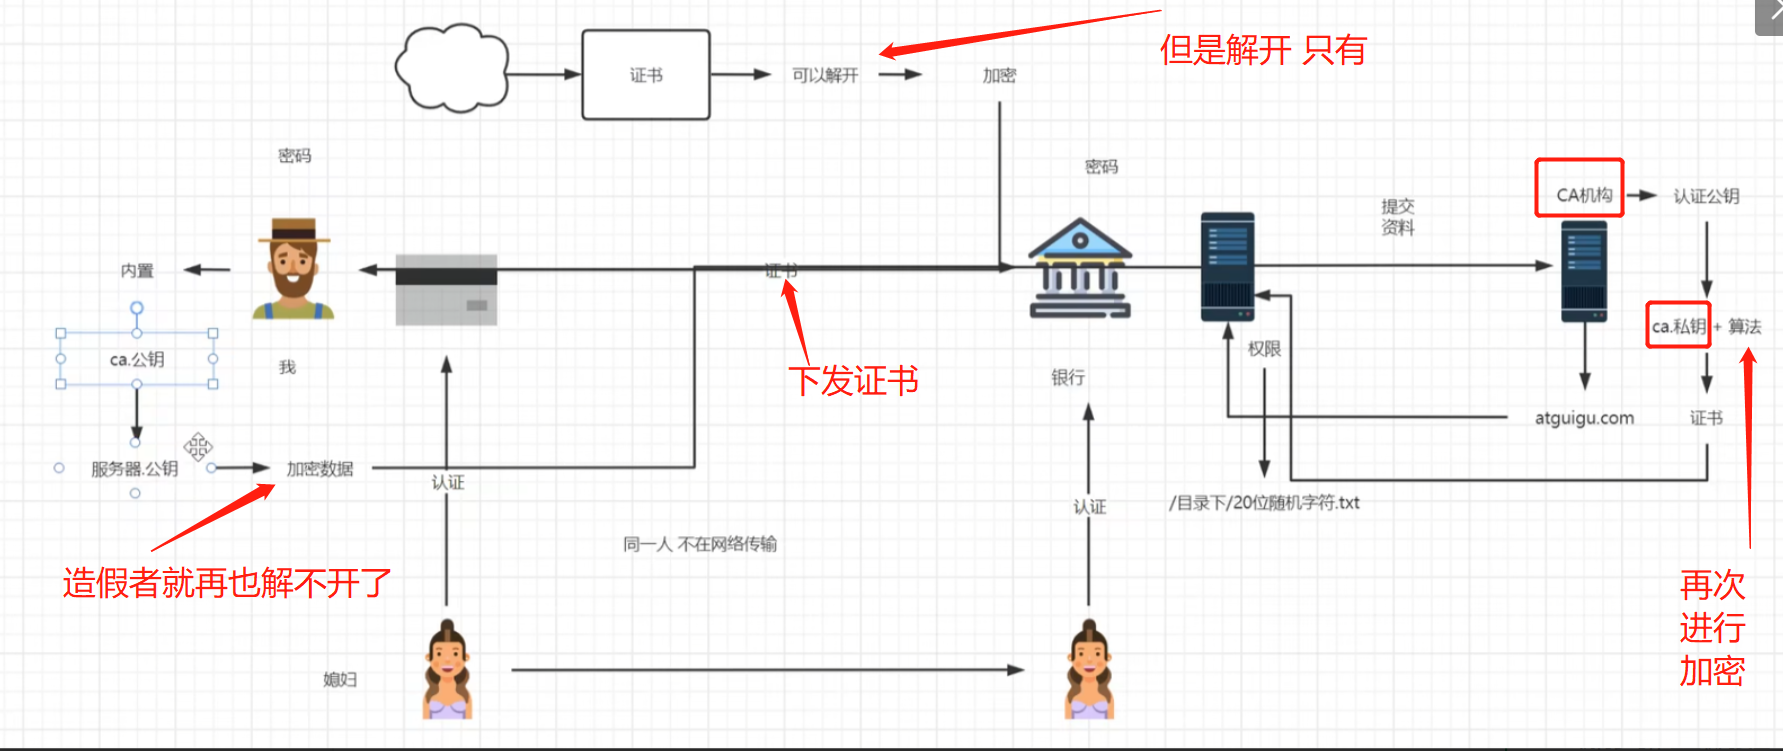 证书
可以解开
加密
但是解开 只有
密码
密码
CA机构
认证公钥
提交
资料
内置
证书
ca.公钥
我
下发证书
银行
权限
ca.私钥 + 算法
atguigu.com
证书
服务器.公钥
加密数据
认证
认证
/目录下/20位随机字符.txt
同一人 不在网络传输
造假者就再也解不开了
再次
进行
加密
媳妇